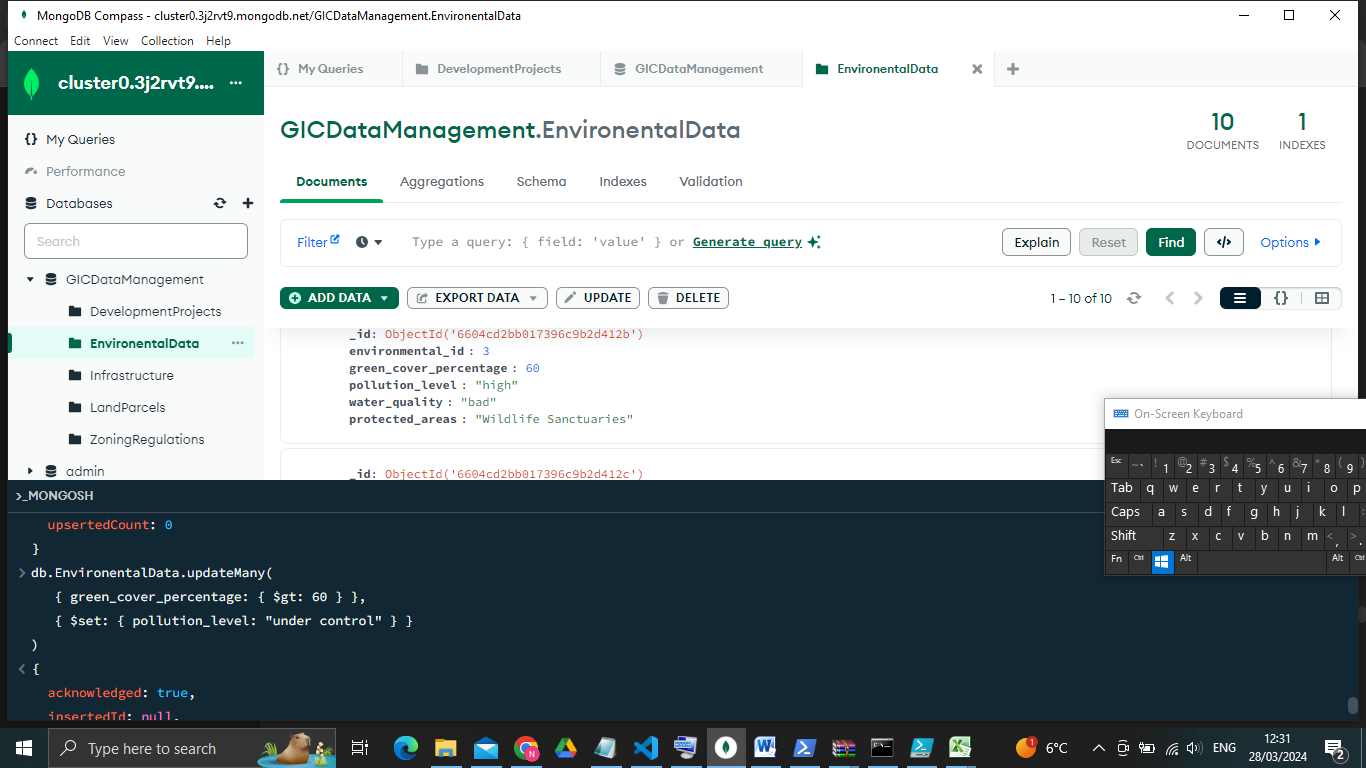 MongoDB Compass - cluster0.3j2rvt9.mongodb.net/GICDataManagement.EnvironentalData
Connect Edit View Collection Help
cluster0.3j2rvt9.... ...
{} My Queries
Performance
Databases
Search
GICDataManagement
DevelopmentProjects
EnvironentalData ...
Infrastructure
LandParcels
ZoningRegulations
admin
{} My Queries
DevelopmentProjects
GICDataManagement
EnvironentalData
GICDataManagement.EnvironentalData
10
DOCUMENTS
1
INDEXES
Documents Aggregations Schema Indexes Validation
Filter Type a query: { field: 'value' } or Generate query Explain Reset Find </> Options
ADD DATA EXPORT DATA UPDATE DELETE 1 – 10 of 10 {}
_id: ObjectId('6604cd2bb017396c9b2d412b')
environmental_id : 3
green_cover_percentage : 60
pollution_level : "high"
water_quality : "bad"
protected_areas : "Wildlife Sanctuaries"
_id: ObjectId('6604cd2bb017396c9b2d412c')
>_MONGOSH
upsertedCount: 0
}
> db.EnvironentalData.updateMany(
{ green_cover_percentage: { $gt: 60 } },
{ $set: { pollution_level: "under control" } }
)
< {
acknowledged: true,
insertedId: null,
On-Screen Keyboard
Esc ~ ` ! 1 @ 2 # 3 $ 4 % 5 ^ 6 & 7 * 8 ( 9 )
Tab q w e r t y u i o p
Caps a s d f g h j k l :
Shift z x c v b n m < , > .
Fn Ctrl Alt Alt Ctrl
Type here to search
N
W
1
6°C
ENG
12:31
28/03/2024
2